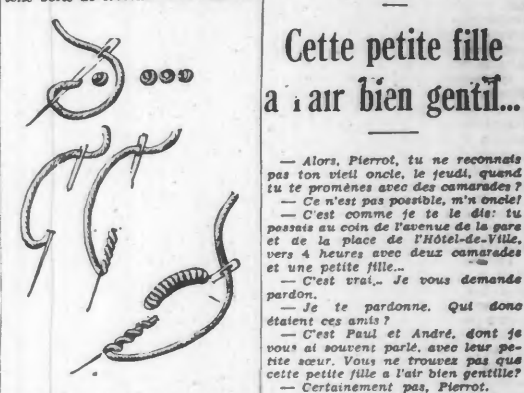 Cette petite fille
a l'air bien gentil...
— Alors, Pierrot, tu ne reconnais
pas ton vieil oncle, le jeudi, quand
tu te promènes avec des camarades ?
— Ce n'est pas possible, m'n oncle!
— C'est comme je te le dis: tu
passais au coin de l'avenue de la gare
et de la place de l'Hôtel-de-Ville,
vers 4 heures avec deux camarades
et une petite fille...
— C'est vrai... Je vous demande
pardon.
— Je te pardonne. Qui donc
étaient ces amis ?
— C'est Paul et André, dont je
vous ai souvent parlé, avec leur pe-
tite sœur. Vous ne trouvez pas que
cette petite fille a l'air bien gentille?
— Certainement pas, Pierrot.